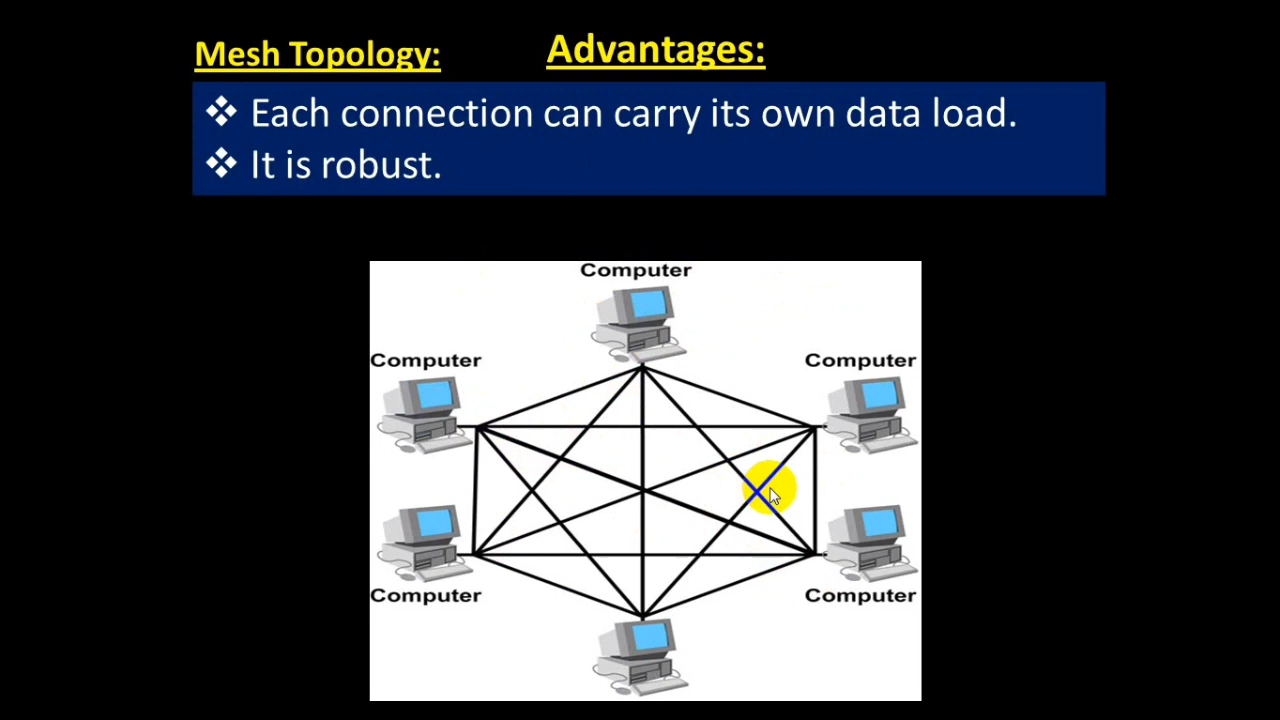 Mesh Topology: Advantages:
❖ Each connection can carry its own data load.
❖ It is robust.
Computer
Computer Computer
Computer Computer